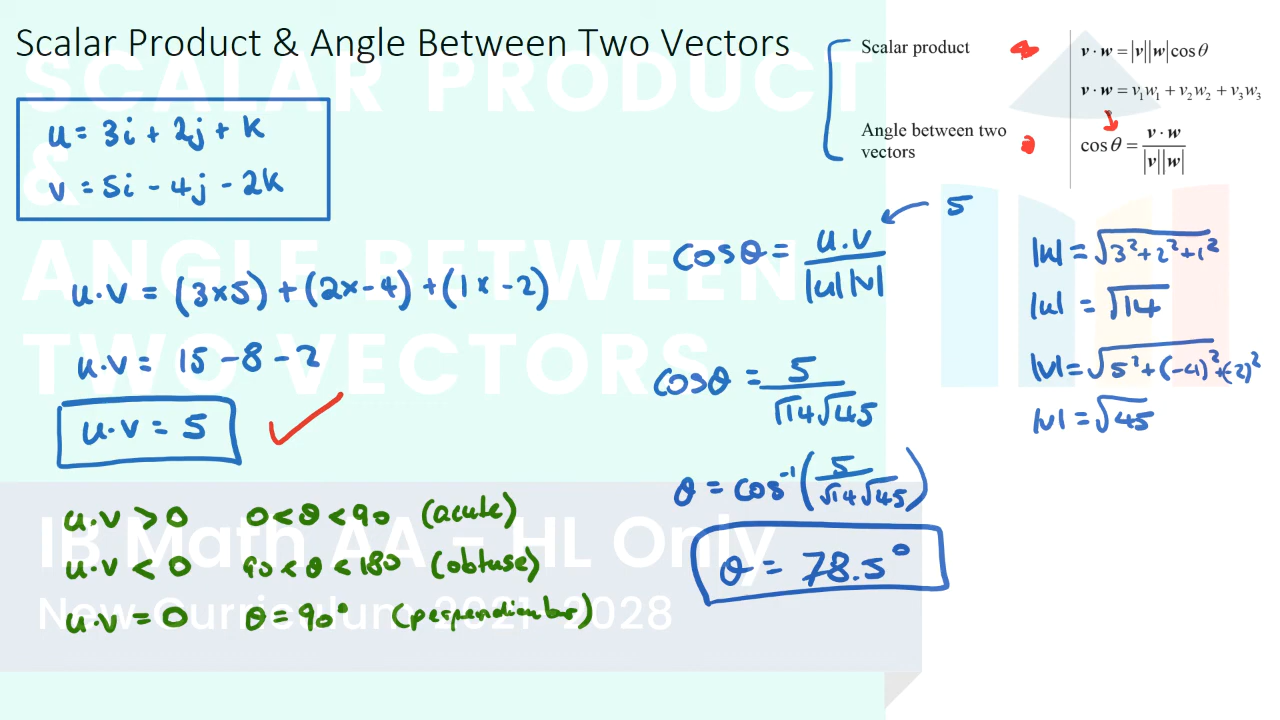 Scalar Product & Angle Between Two Vectors
Scalar product
v · w = |v||w| cos θ
v · w = v₁w₁ + v₂w₂ + v₃w₃
Angle between two
vectors
cos θ = v · w / |v||w|
u = 3i + 2j + k
v = 5i - 4j - 2k
u.v = (3×5) + (2×-4) + (1×-2)
u.v = 15 - 8 - 2
u.v = 5
u.v > 0 0<θ<90 (acute)
u.v < 0 90<θ<180 (obtuse)
u.v = 0 θ = 90° (perpendicular)
5
cosθ = u.v / |u||v|
cosθ = 5 / √14√45
θ = cos⁻¹(5 / √14√45)
θ = 78.5°
|u| = √3²+2²+1²
|u| = √14
|v| = √5²+(-4)²+(-2)²
|v| = √45
SCALAR PRODUCT
&
ANGLE BETWEEN
TWO VECTORS
IB Math AA - HL Only
New Curriculum 2021-2028